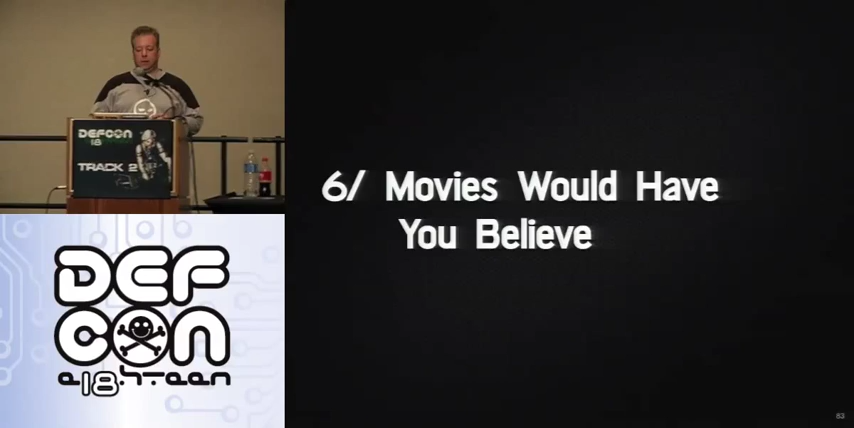 DEFCON
18
TRACK 2
DEF
CON
e18hteen
6/ Movies Would Have
You Believe
83